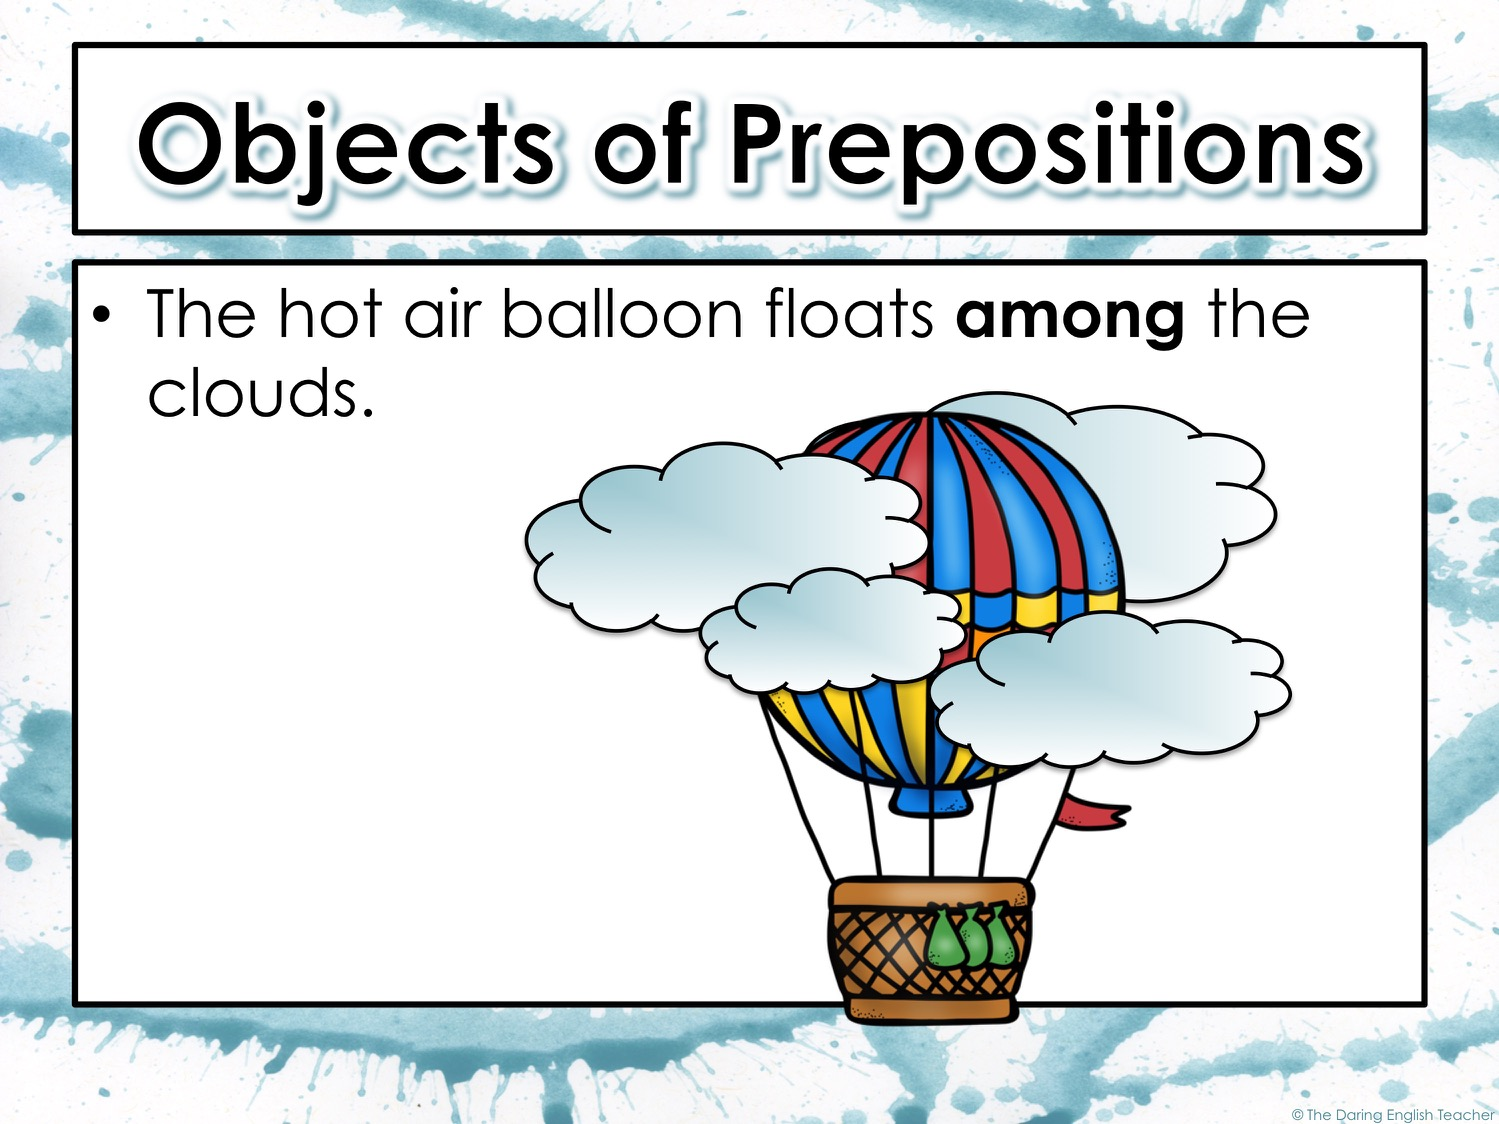 Objects of Prepositions
• The hot air balloon floats among the
clouds.
© The Daring English Teacher